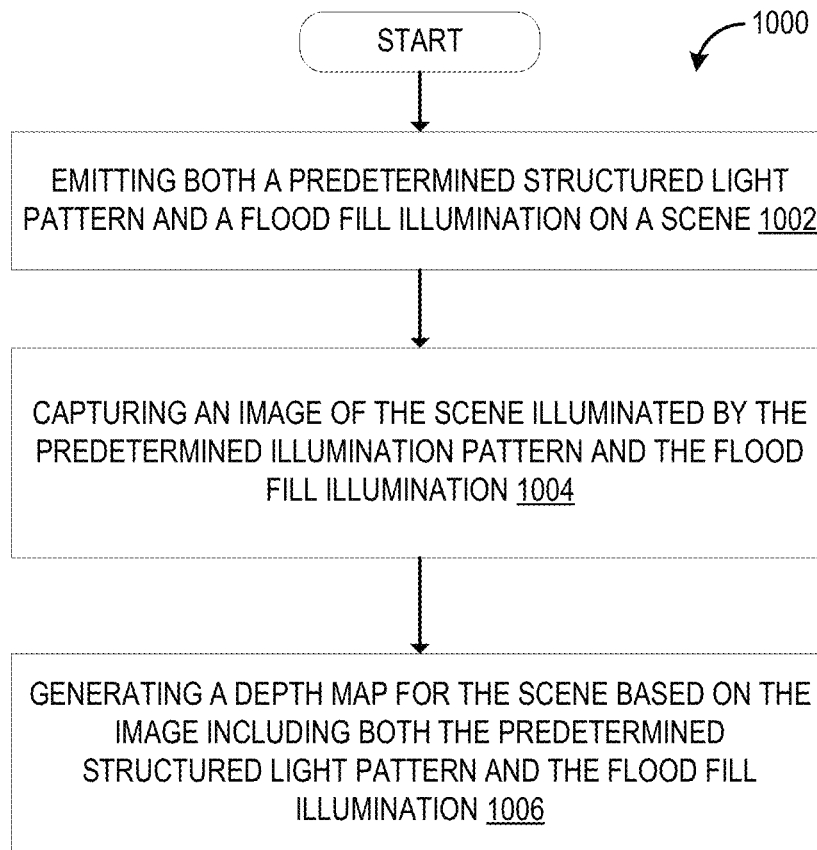 START
1000
EMITTING BOTH A PREDETERMINED STRUCTURED LIGHT
PATTERN AND A FLOOD FILL ILLUMINATION ON A SCENE 1002
CAPTURING AN IMAGE OF THE SCENE ILLUMINATED BY THE
PREDETERMINED ILLUMINATION PATTERN AND THE FLOOD
FILL ILLUMINATION 1004
GENERATING A DEPTH MAP FOR THE SCENE BASED ON THE
IMAGE INCLUDING BOTH THE PREDETERMINED
STRUCTURED LIGHT PATTERN AND THE FLOOD FILL
ILLUMINATION 1006